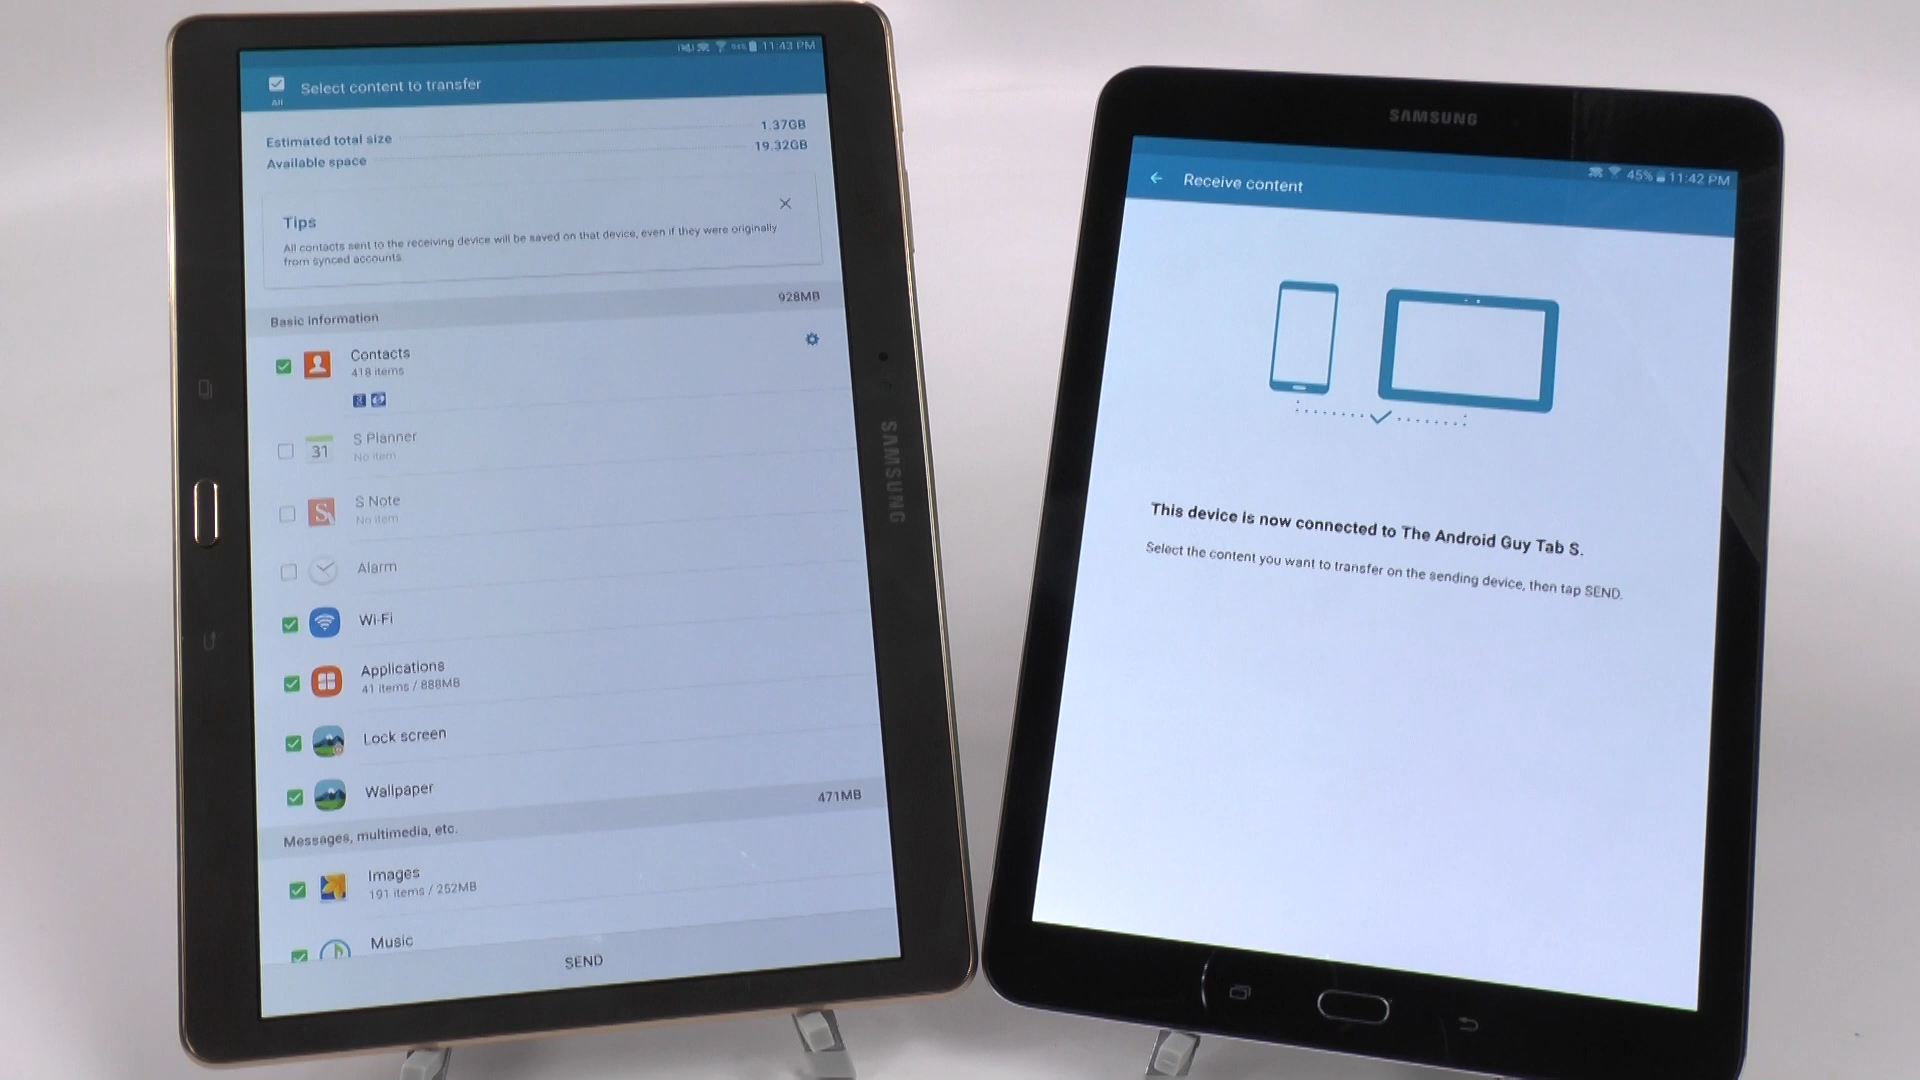 94% 11:43 PM
All
Select content to transfer
Estimated total size 1.37GB
Available space 19.32GB
Tips
All contacts sent to the receiving device will be saved on that device, even if they were originally
from synced accounts.
Basic information 928MB
Contacts
418 items
31
S Planner
No item
S Note
No item
Alarm
Wi-Fi
Applications
41 items / 888MB
Lock screen
Wallpaper
Messages, multimedia, etc. 471MB
Images
191 items / 252MB
Music
SEND
SAMSUNG
SAMSUNG
45% 11:42 PM
Receive content
This device is now connected to The Android Guy Tab S.
Select the content you want to transfer on the sending device, then tap SEND.